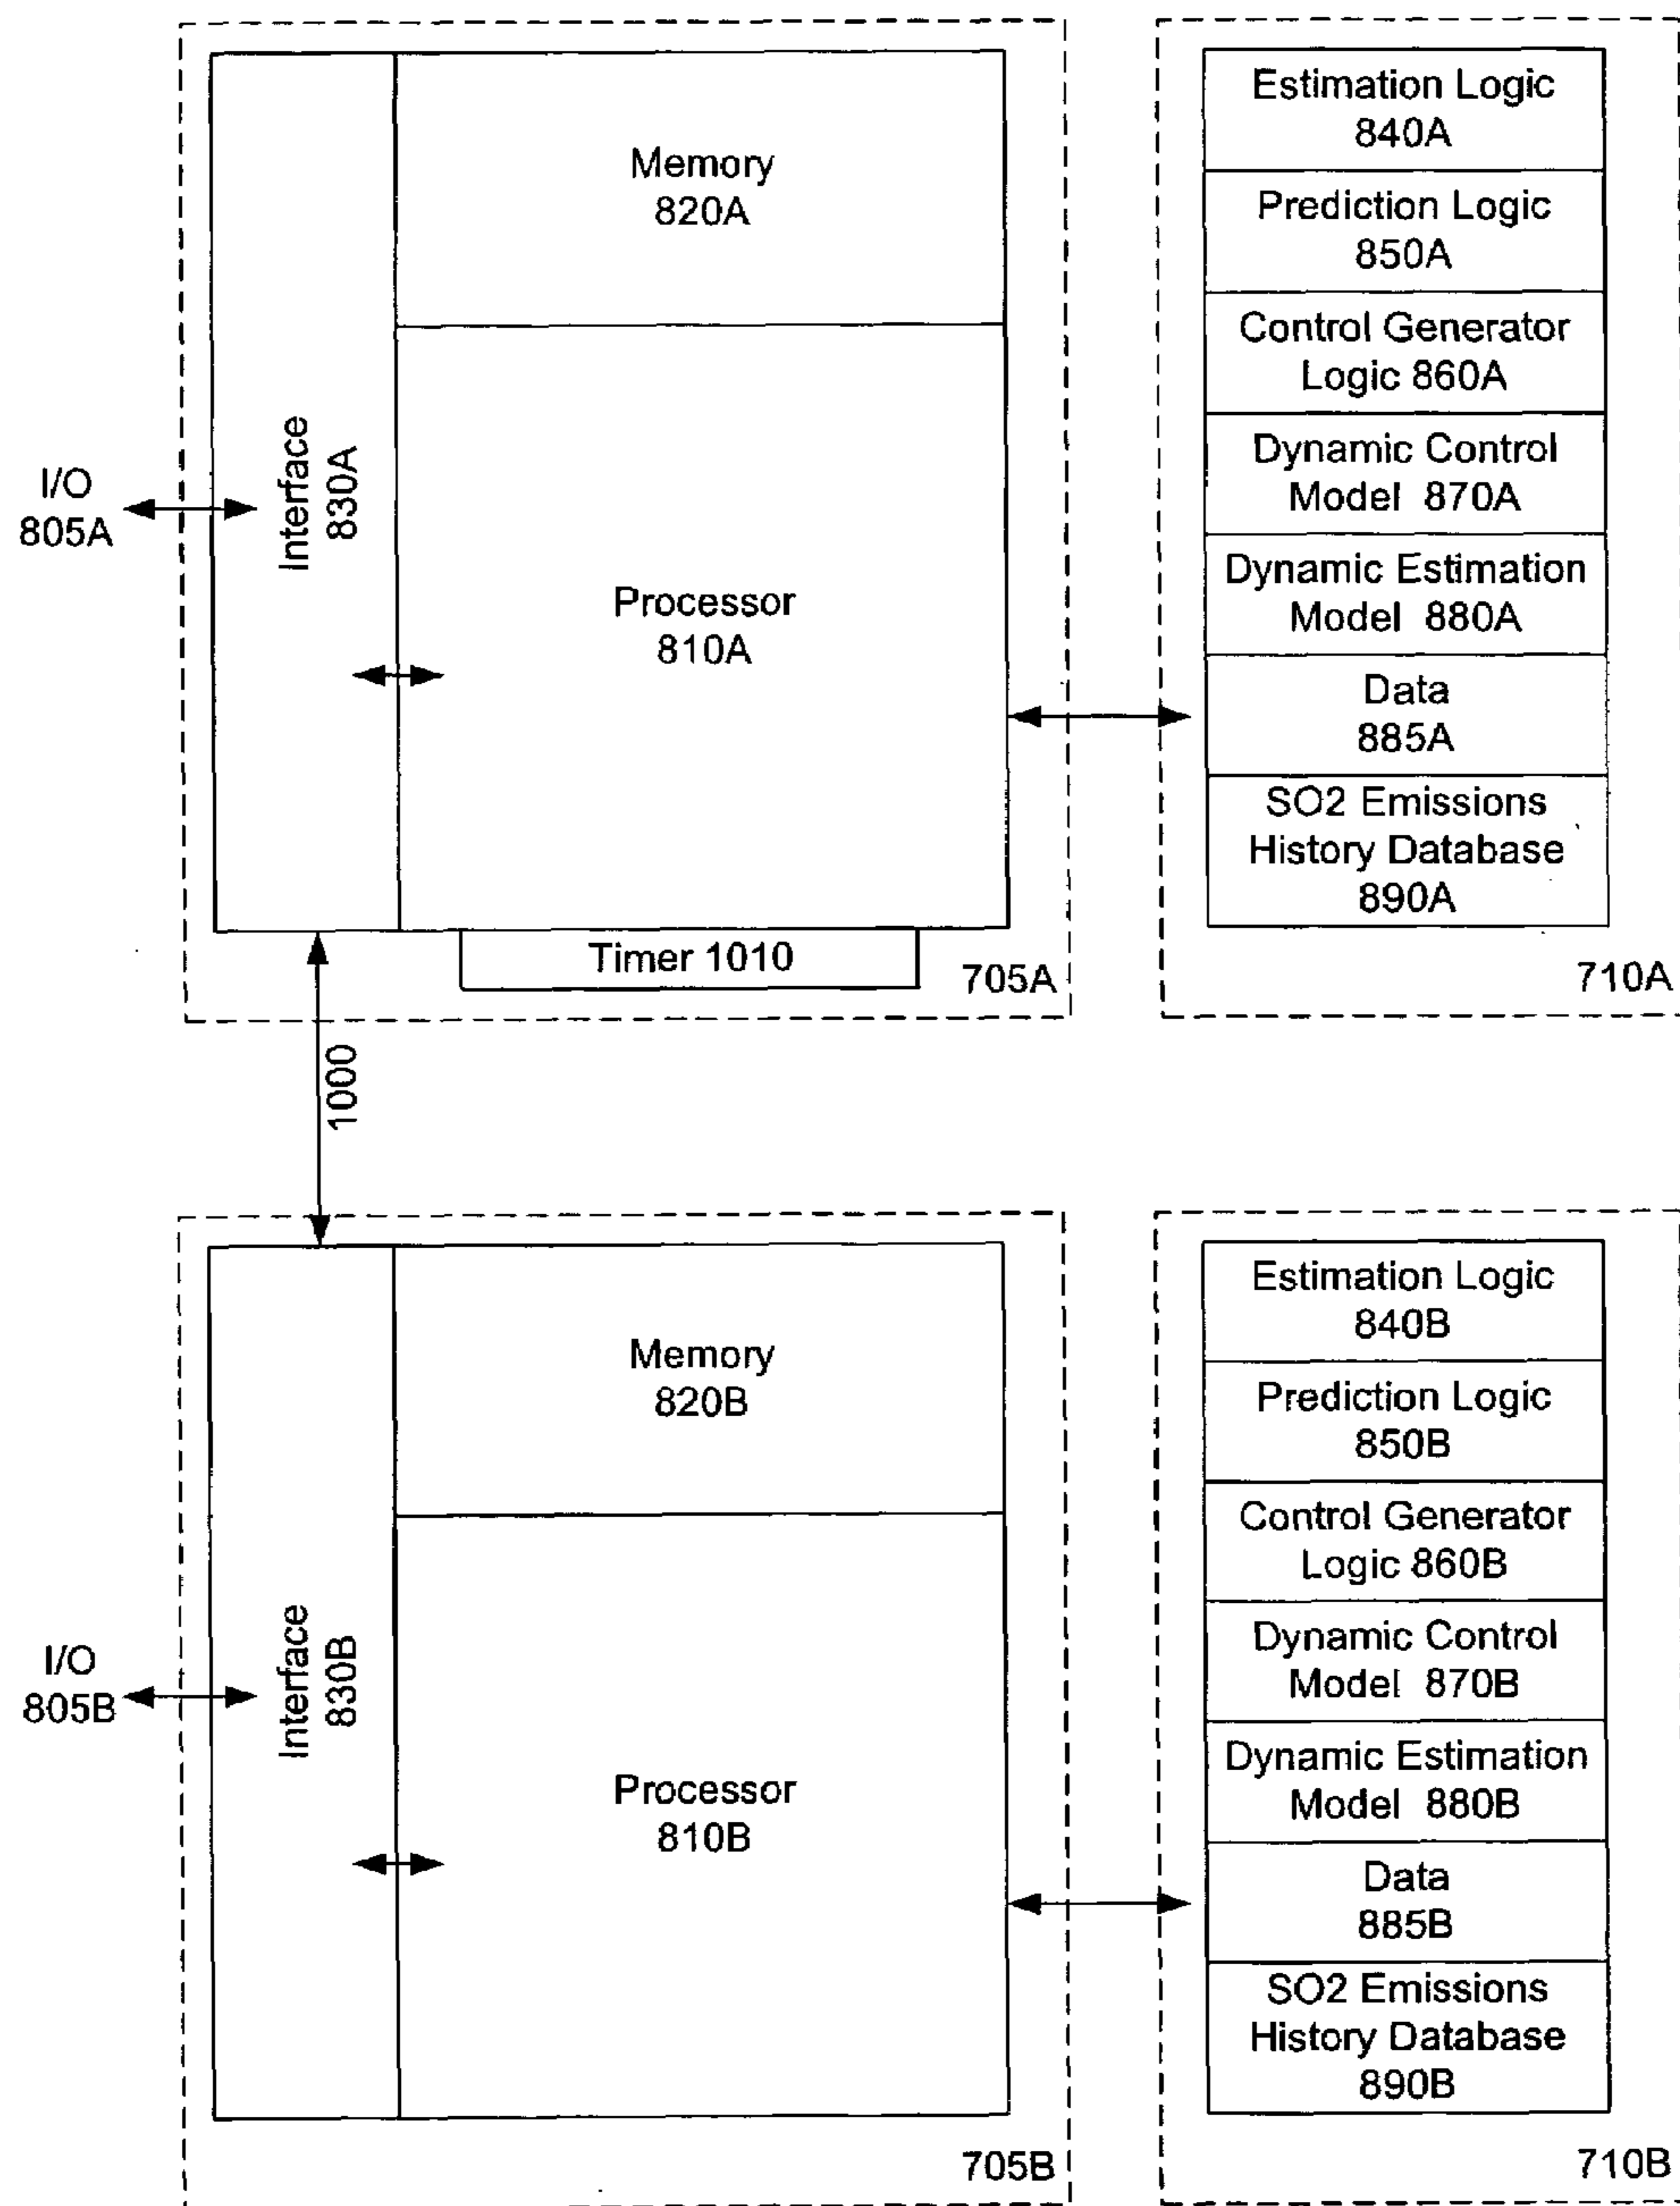 Memory
820A
Interface
830A
I/O
805A
Processor
810A
Timer 1010
705A
Estimation Logic
840A
Prediction Logic
850A
Control Generator
Logic 860A
Dynamic Control
Model 870A
Dynamic Estimation
Model 880A
Data
885A
SO2 Emissions
History Database
890A
710A
1000
Memory
820B
Interface
830B
I/O
805B
Processor
810B
705B
Estimation Logic
840B
Prediction Logic
850B
Control Generator
Logic 860B
Dynamic Control
Model 870B
Dynamic Estimation
Model 880B
Data
885B
SO2 Emissions
History Database
890B
710B